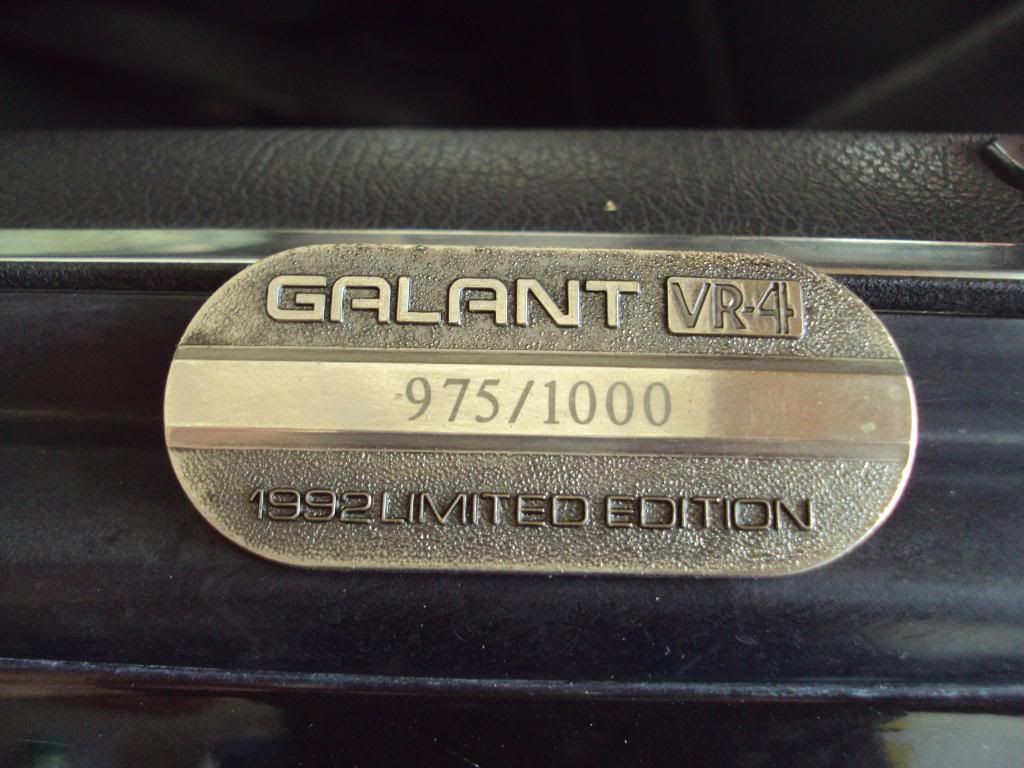 GALANT VR-4
975/1000
1992 LIMITED EDITION